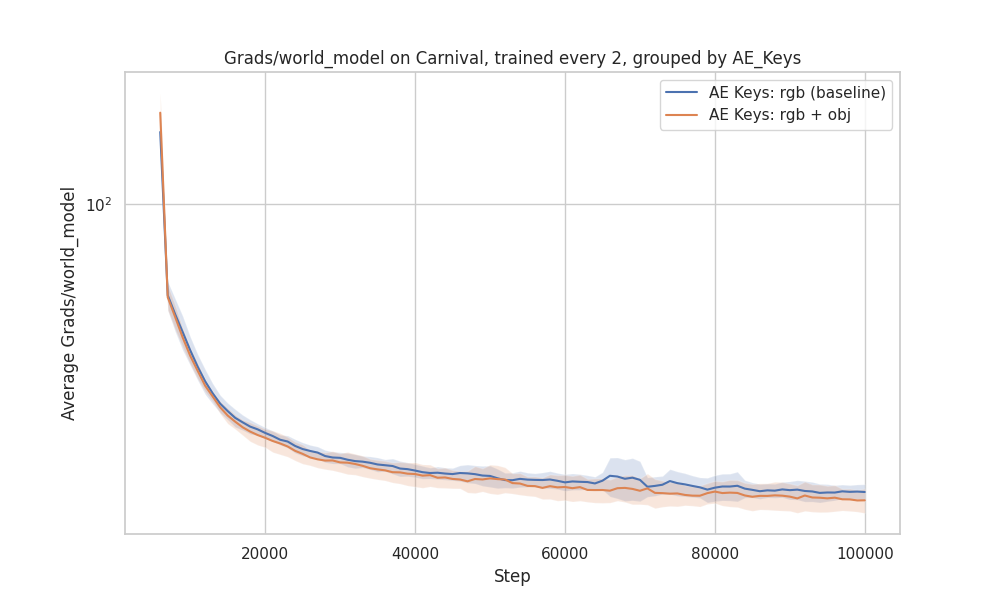 Grads/world_model on Carnival, trained every 2, grouped by AE_Keys
AE Keys: rgb (baseline)
AE Keys: rgb + obj
Average Grads/world_model
10²
20000 40000 60000 80000 100000
Step